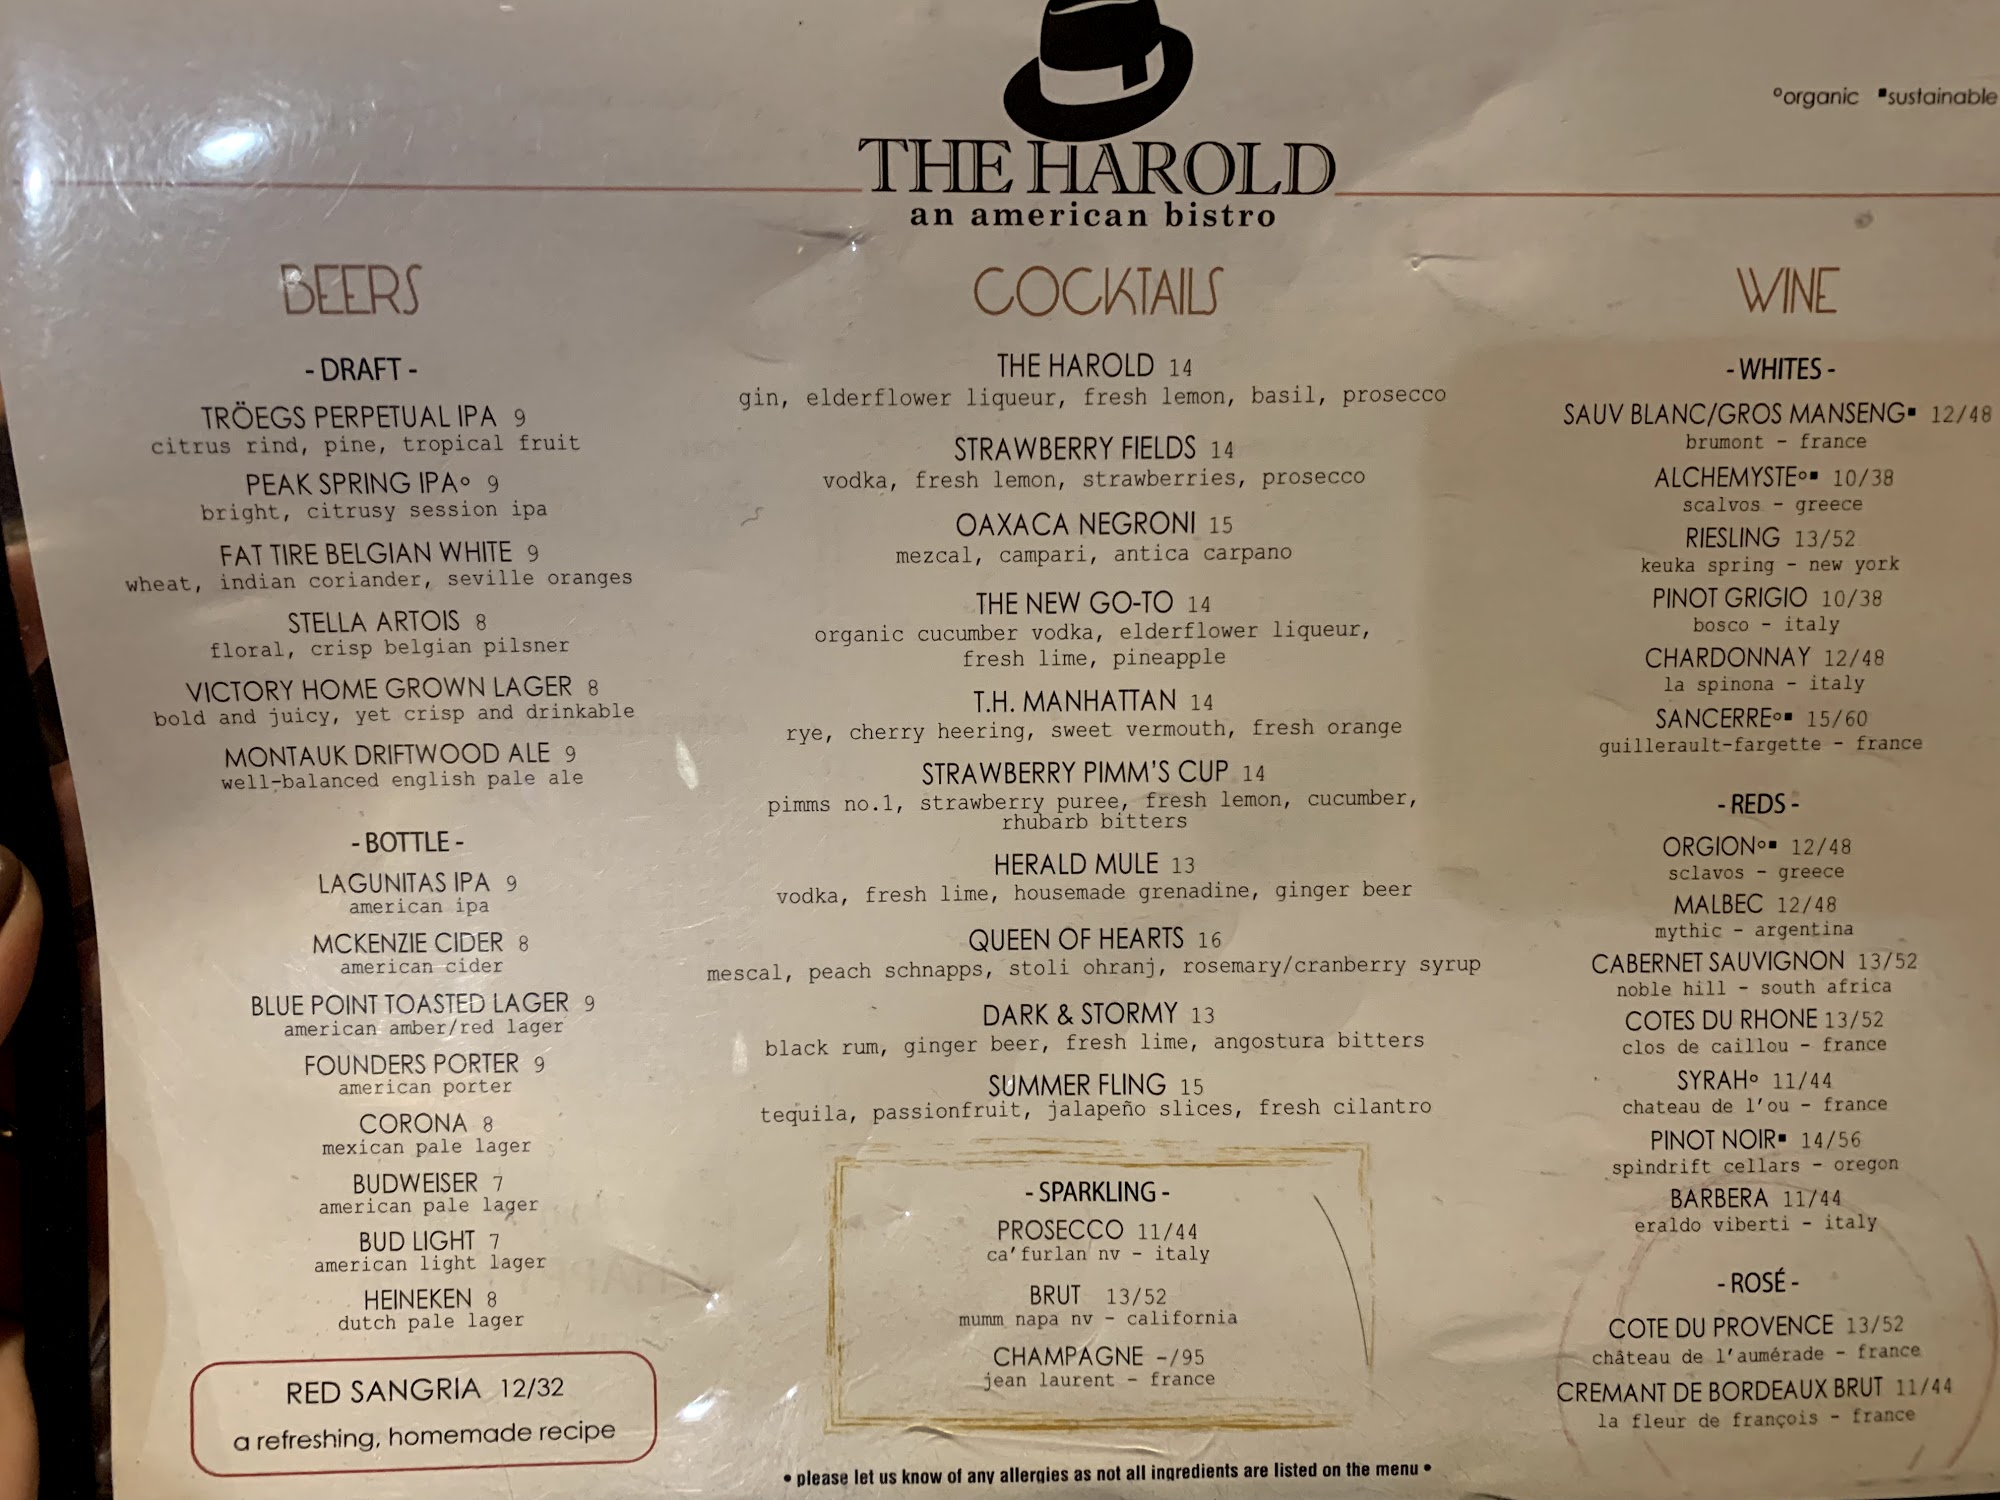 °organic ▪sustainable
THE HAROLD
an american bistro
BEERS
- DRAFT -
TRÖEGS PERPETUAL IPA 9
citrus rind, pine, tropical fruit
PEAK SPRING IPA° 9
bright, citrusy session ipa
FAT TIRE BELGIAN WHITE 9
wheat, indian coriander, seville oranges
STELLA ARTOIS 8
floral, crisp belgian pilsner
VICTORY HOME GROWN LAGER 8
bold and juicy, yet crisp and drinkable
MONTAUK DRIFTWOOD ALE 9
well-balanced english pale ale
- BOTTLE -
LAGUNITAS IPA 9
american ipa
MCKENZIE CIDER 8
american cider
BLUE POINT TOASTED LAGER 9
american amber/red lager
FOUNDERS PORTER 9
american porter
CORONA 8
mexican pale lager
BUDWEISER 7
american pale lager
BUD LIGHT 7
american light lager
HEINEKEN 8
dutch pale lager
RED SANGRIA 12/32
a refreshing, homemade recipe
COCKTAILS
THE HAROLD 14
gin, elderflower liqueur, fresh lemon, basil, prosecco
STRAWBERRY FIELDS 14
vodka, fresh lemon, strawberries, prosecco
OAXACA NEGRONI 15
mezcal, campari, antica carpano
THE NEW GO-TO 14
organic cucumber vodka, elderflower liqueur,
fresh lime, pineapple
T.H. MANHATTAN 14
rye, cherry heering, sweet vermouth, fresh orange
STRAWBERRY PIMM'S CUP 14
pimms no.1, strawberry puree, fresh lemon, cucumber,
rhubarb bitters
HERALD MULE 13
vodka, fresh lime, housemade grenadine, ginger beer
QUEEN OF HEARTS 16
mescal, peach schnapps, stoli ohranj, rosemary/cranberry syrup
DARK & STORMY 13
black rum, ginger beer, fresh lime, angostura bitters
SUMMER FLING 15
tequila, passionfruit, jalapeño slices, fresh cilantro
- SPARKLING -
PROSECCO 11/44
ca'furlan nv - italy
BRUT 13/52
mumm napa nv - california
CHAMPAGNE -/95
jean laurent - france
WINE
- WHITES -
SAUV BLANC/GROS MANSENG▪ 12/48
brumont - france
ALCHEMYSTE°▪ 10/38
scalvos - greece
RIESLING 13/52
keuka spring - new york
PINOT GRIGIO 10/38
bosco - italy
CHARDONNAY 12/48
la spinona - italy
SANCERRE°▪ 15/60
guillerault-fargette - france
- REDS -
ORGION°▪ 12/48
sclavos - greece
MALBEC 12/48
mythic - argentina
CABERNET SAUVIGNON 13/52
noble hill - south africa
COTES DU RHONE 13/52
clos de caillou - france
SYRAH° 11/44
chateau de l'ou - france
PINOT NOIR▪ 14/56
spindrift cellars - oregon
BARBERA 11/44
eraldo viberti - italy
- ROSÉ -
COTE DU PROVENCE 13/52
château de l'aumérade - france
CREMANT DE BORDEAUX BRUT 11/44
la fleur de françois - france
• please let us know of any allergies as not all ingredients are listed on the menu •